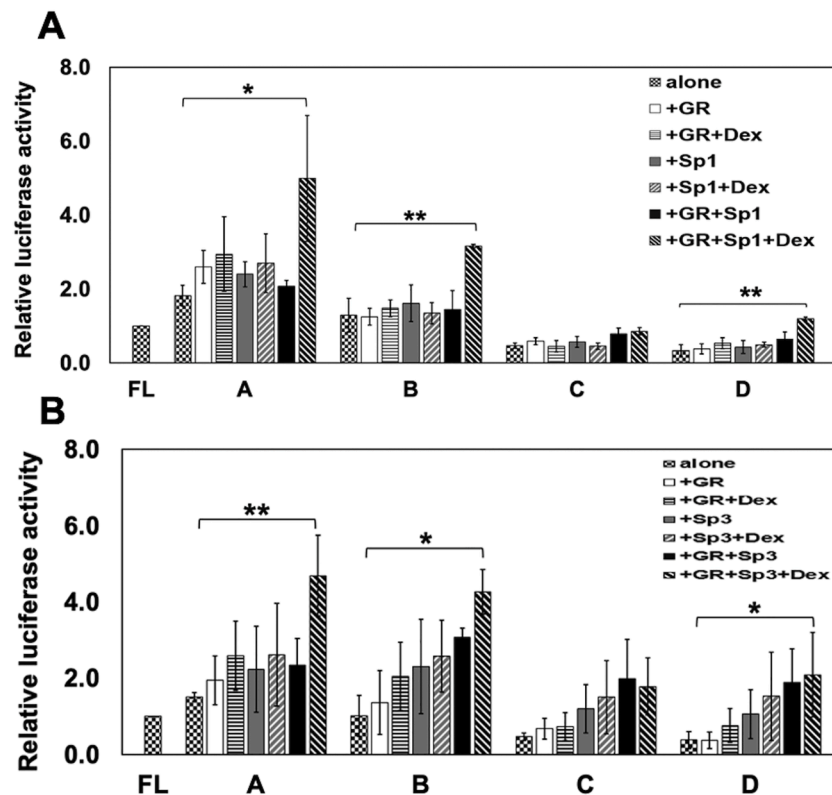 A
Relative luciferase activity
8.0
6.0
4.0
2.0
0.0
*
**
**
alone
+GR
+GR+Dex
+Sp1
+Sp1+Dex
+GR+Sp1
+GR+Sp1+Dex
FL A B C D
B
Relative luciferase activity
8.0
6.0
4.0
2.0
0.0
**
*
*
alone
+GR
+GR+Dex
+Sp3
+Sp3+Dex
+GR+Sp3
+GR+Sp3+Dex
FL A B C D